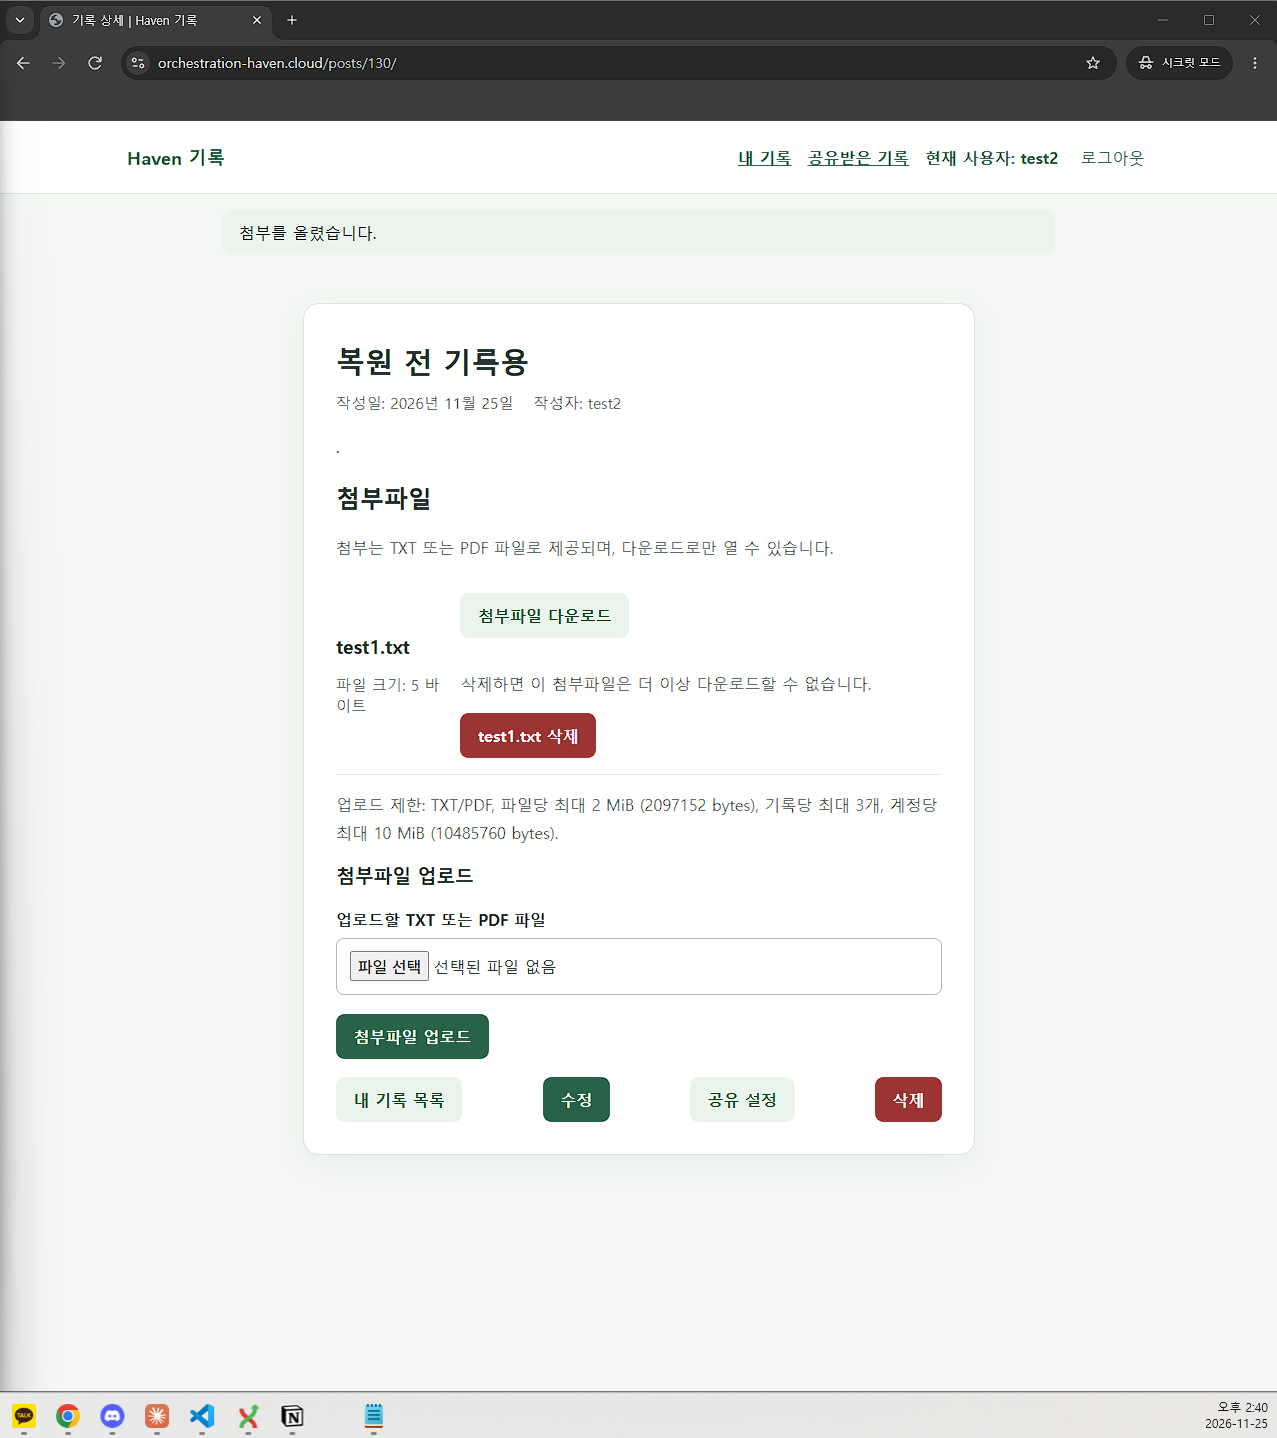 기록 상세 | Haven 기록
orchestration-haven.cloud/posts/130/
시크릿 모드
Haven 기록
내 기록 공유받은 기록 현재 사용자: test2 로그아웃
첨부를 올렸습니다.
복원 전 기록용
작성일: 2026년 11월 25일 작성자: test2
.
첨부파일
첨부는 TXT 또는 PDF 파일로 제공되며, 다운로드로만 열 수 있습니다.
첨부파일 다운로드
test1.txt
파일 크기: 5 바
이트
삭제하면 이 첨부파일은 더 이상 다운로드할 수 없습니다.
test1.txt 삭제
업로드 제한: TXT/PDF, 파일당 최대 2 MiB (2097152 bytes), 기록당 최대 3개, 계정당
최대 10 MiB (10485760 bytes).
첨부파일 업로드
업로드할 TXT 또는 PDF 파일
파일 선택 선택된 파일 없음
첨부파일 업로드
내 기록 목록 수정 공유 설정 삭제
TALK
오후 2:40
2026-11-25